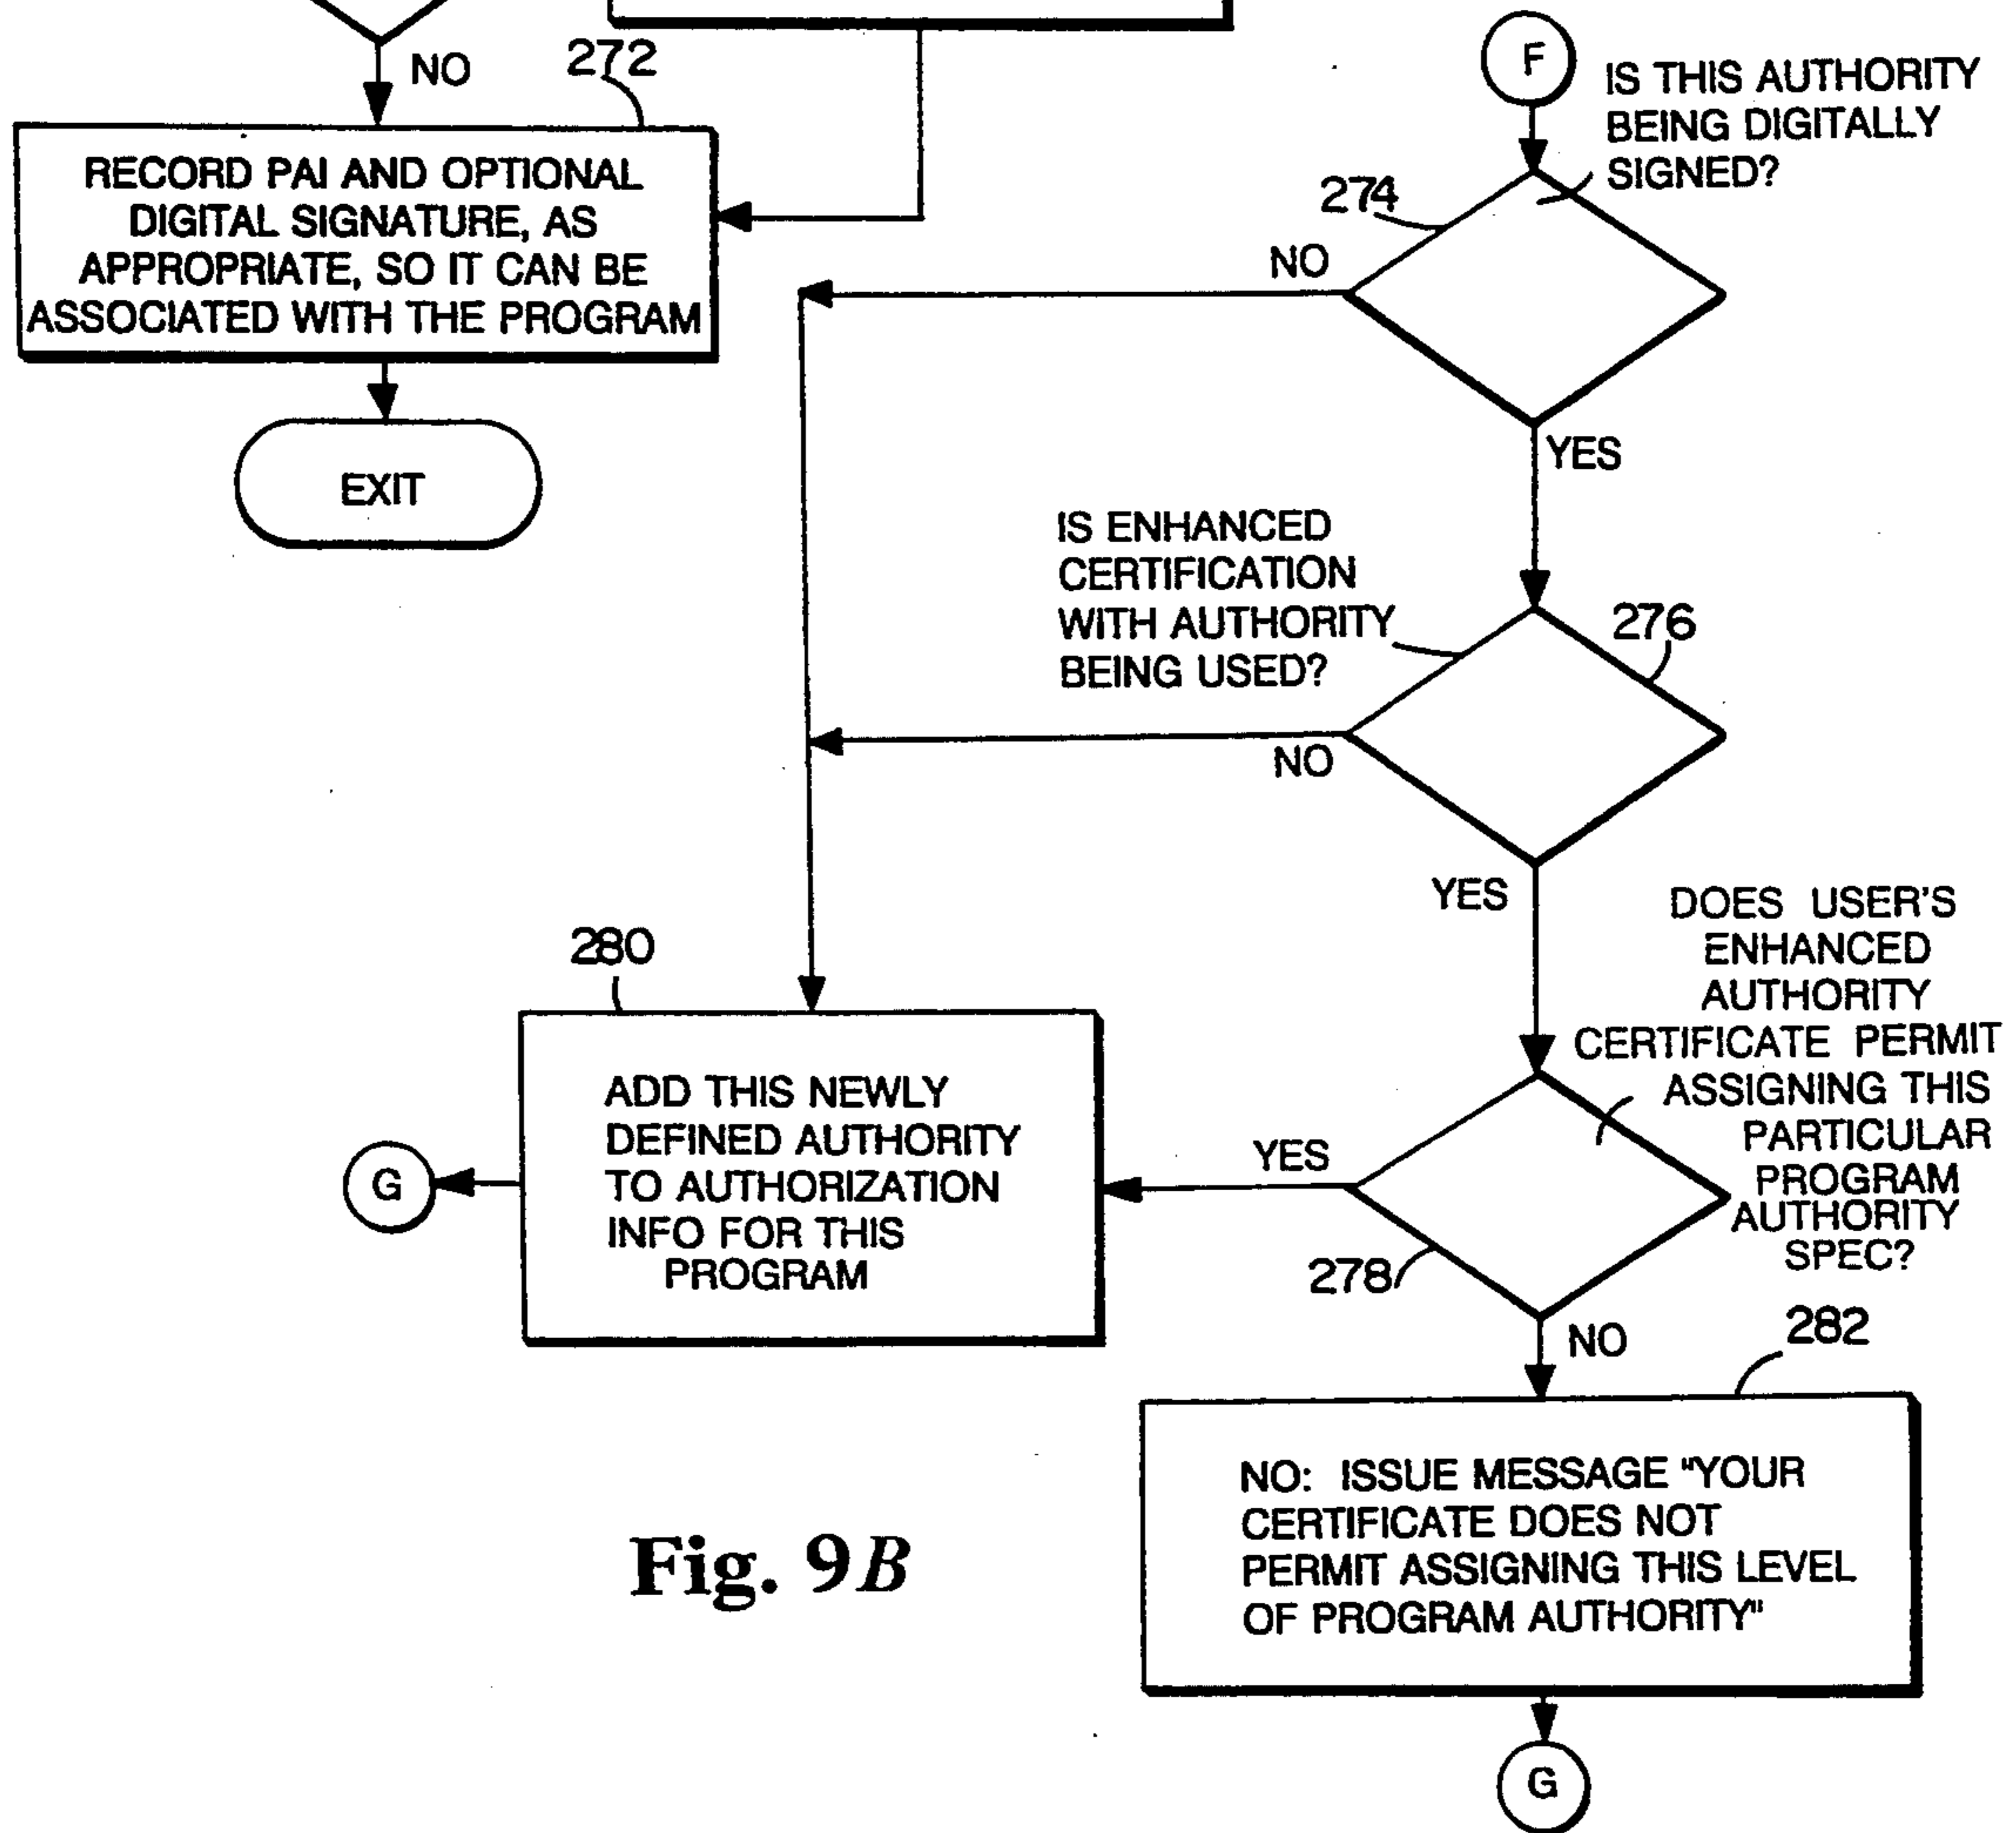 NO
272
RECORD PAI AND OPTIONAL
DIGITAL SIGNATURE, AS
APPROPRIATE, SO IT CAN BE
ASSOCIATED WITH THE PROGRAM
EXIT
F
IS THIS AUTHORITY
BEING DIGITALLY
SIGNED?
274
NO
YES
IS ENHANCED
CERTIFICATION
WITH AUTHORITY
BEING USED?
276
NO
YES
DOES USER'S
ENHANCED
AUTHORITY
CERTIFICATE PERMIT
ASSIGNING THIS
PARTICULAR
PROGRAM
AUTHORITY
SPEC?
280
ADD THIS NEWLY
DEFINED AUTHORITY
TO AUTHORIZATION
INFO FOR THIS
PROGRAM
G
YES
278
NO
282
NO: ISSUE MESSAGE "YOUR
CERTIFICATE DOES NOT
PERMIT ASSIGNING THIS LEVEL
OF PROGRAM AUTHORITY"
G
Fig. 9B